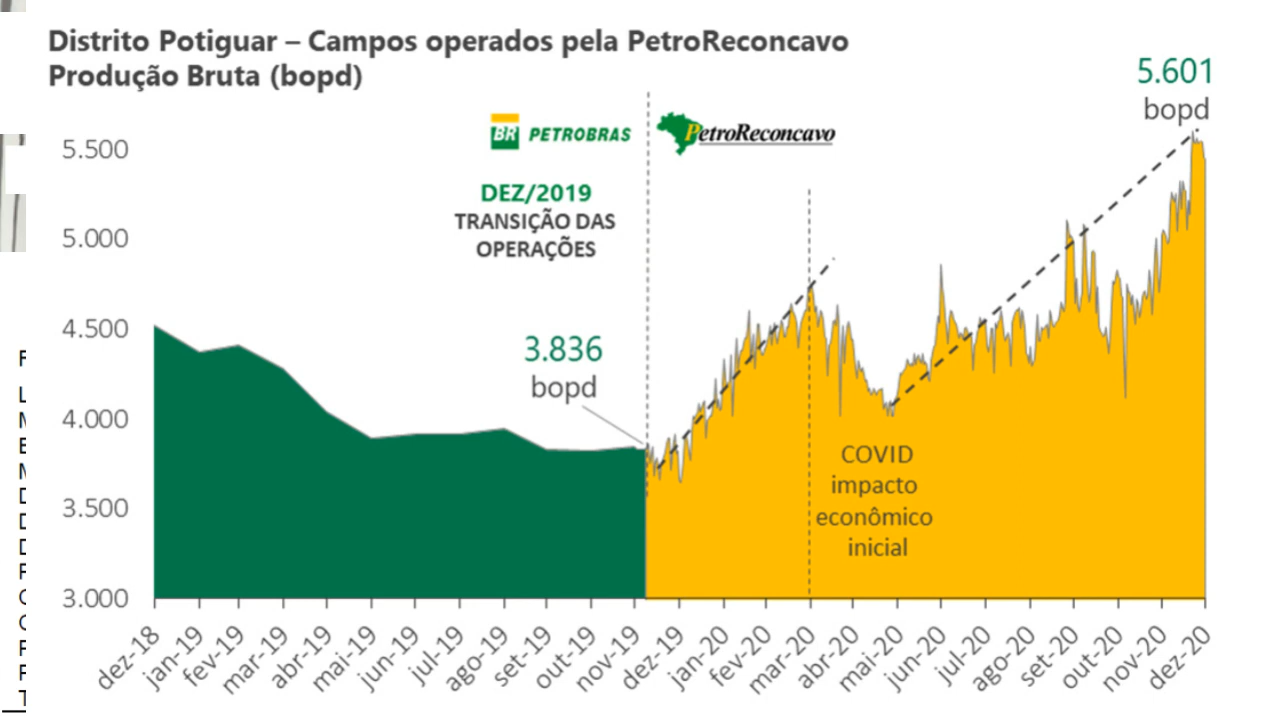 Distrito Potiguar – Campos operados pela PetroReconcavo
Produção Bruta (bopd)
5.601
bopd
BR PETROBRAS
PetroReconcavo
DEZ/2019
TRANSIÇÃO DAS
OPERAÇÕES
3.836
bopd
COVID
impacto
econômico
inicial
5.500
5.000
4.500
4.000
3.500
3.000
dez-18
jan-19
fev-19
mar-19
abr-19
mai-19
jun-19
jul-19
ago-19
set-19
out-19
nov-19
dez-19
jan-20
fev-20
mar-20
abr-20
mai-20
jun-20
jul-20
ago-20
set-20
out-20
nov-20
dez-20